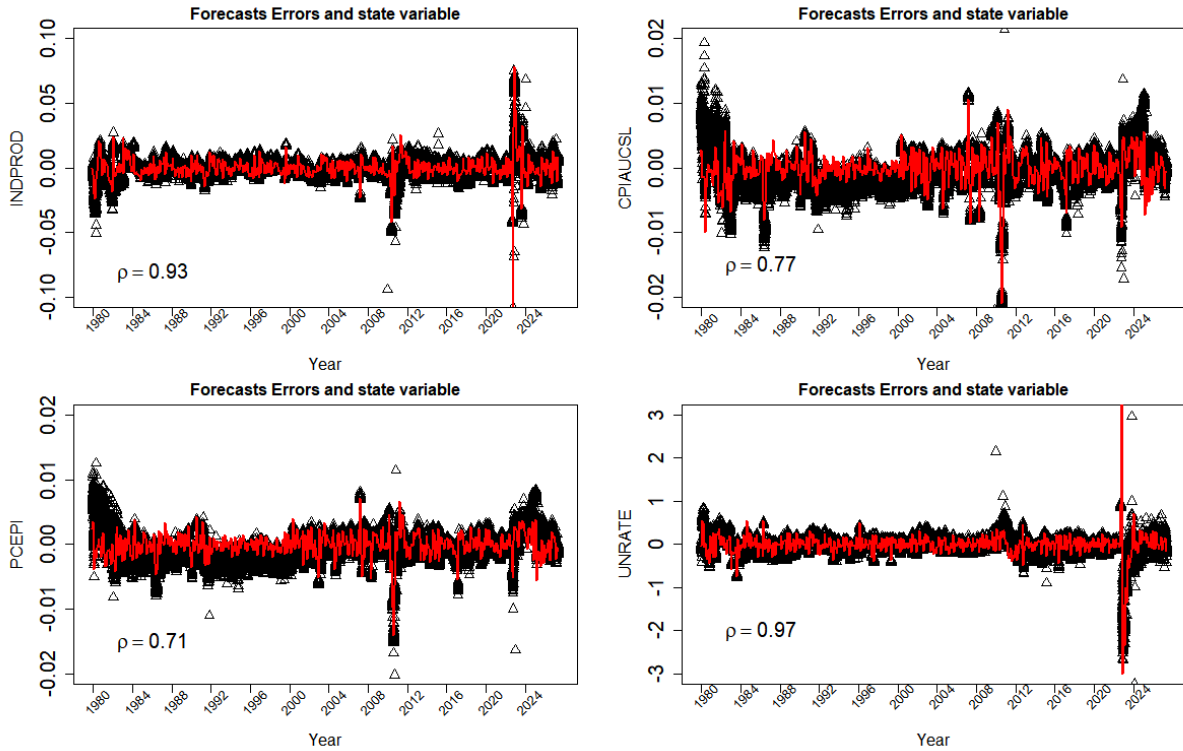 Forecasts Errors and state variable
INDPROD
0.10
0.05
0.00
-0.05
-0.10
ρ = 0.93
1980 1984 1988 1992 1996 2000 2004 2008 2012 2016 2020 2024
Year
Forecasts Errors and state variable
CPIAUCSL
0.02
0.01
0.00
-0.01
-0.02
ρ = 0.77
1980 1984 1988 1992 1996 2000 2004 2008 2012 2016 2020 2024
Year
Forecasts Errors and state variable
PCEPI
0.02
0.01
0.00
-0.01
-0.02
ρ = 0.71
1980 1984 1988 1992 1996 2000 2004 2008 2012 2016 2020 2024
Year
Forecasts Errors and state variable
UNRATE
3
2
1
0
-1
-2
-3
ρ = 0.97
1980 1984 1988 1992 1996 2000 2004 2008 2012 2016 2020 2024
Year